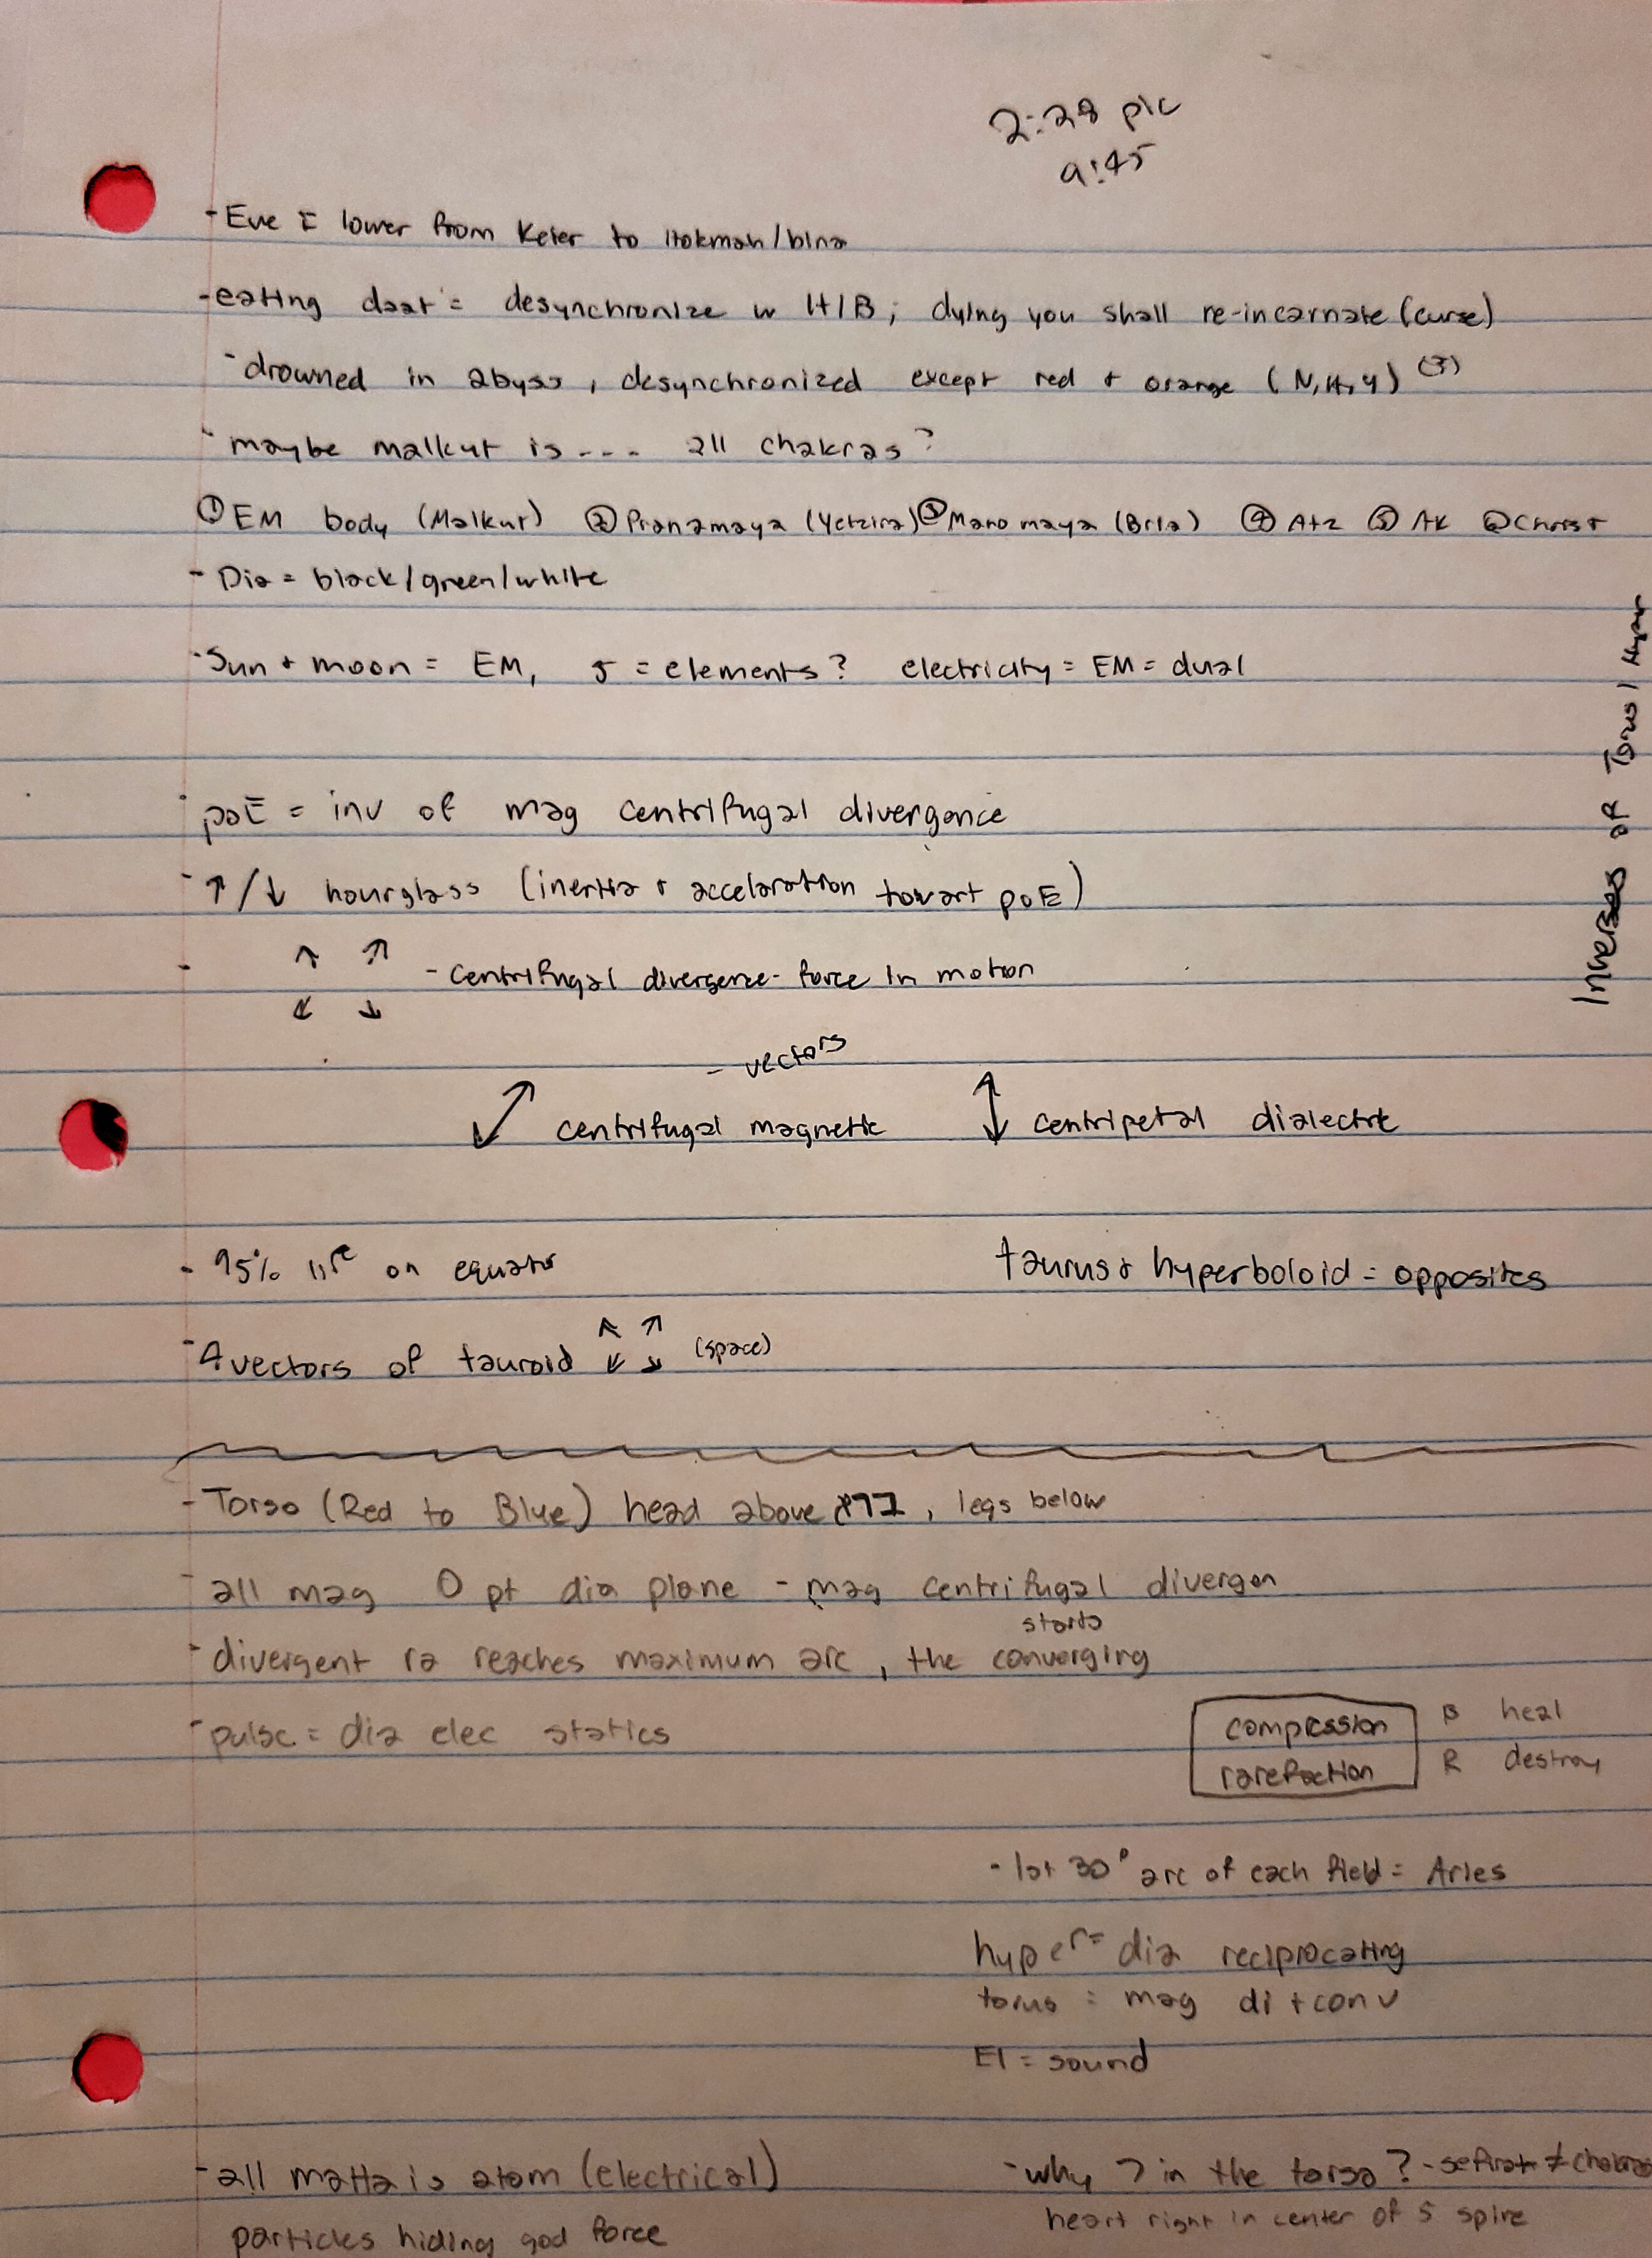 2:28 pic
9:45
- Eve = lower from Keter to Hokmah/bina
- eating daat = desynchronize w H/B; dying you shall re-incarnate (curse)
- drowned in abyss, desynchronized except red + orange (N, H, Y)
- maybe malkut is --- all chakras?
① EM body (Malkut) ② Pranamaya (Yetzira) ③ Manomaya (Bria) ④ Atz ⑤ AK ⑥ Christ
- Dia = black/green/white
- Sun + moon = EM, 5 = elements? electricity = EM = dual
- poE = inv of mag centrifugal divergence
- ↑/↓ hourglass (inertia + acceleration towart poE)
- ↖ ↗ ↙ ↘ - centrifugal divergence - force in motion
- vectors
↗↙ centrifugal magnetic ↕ centripetal dialectric
- 95% life on equator
taurus + hyperboloid = opposites
- 4 vectors of tauroid ↖ ↗ ↙ ↘ (space)
Inverses of Torus / Hyper
- Torso (Red to Blue) head above, legs below
- all mag 0 pt dia plane - mag centrifugal divergen
- divergent ra reaches maximum arc, the starts converging
- pulse = dia elec statics
compression B heal
rarefaction R destroy
- 1st 30° arc of each field = Aries
hyper = dia reciprocating
torus = mag di + conv
El = sound
- all matta is atom (electrical)
particles hiding god force
- why 7 in the torso? - sefirot ≠ chakras
heart right in center of 5 spire